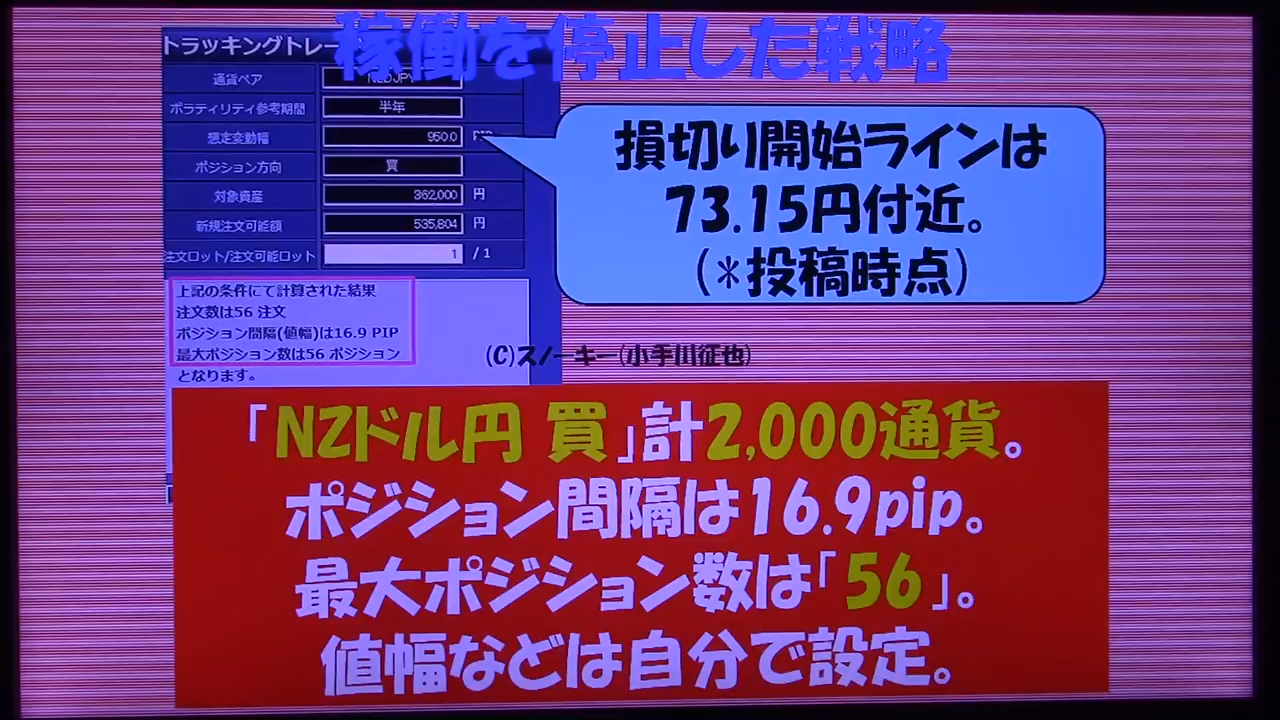 稼働を停止した戦略
トラッキングトレー
通貨ペア NZDJPY
ボラティリティ参考期間 半年
想定変動幅 950.0 PIP
ポジション方向 買
対象資産 362,000 円
新規注文可能額 535,804 円
注文ロット/注文可能ロット 1 / 1
上記の条件にて計算された結果
注文数は56 注文
ポジション間隔(値幅)は16.9 PIP
最大ポジション数は56 ポジション
となります。
損切り開始ラインは
73.15円付近。
(*投稿時点)
(C)スノーキー(小手川征也)
「NZドル円 買」計2,000通貨。
ポジション間隔は16.9pip。
最大ポジション数は「56」。
値幅などは自分で設定。